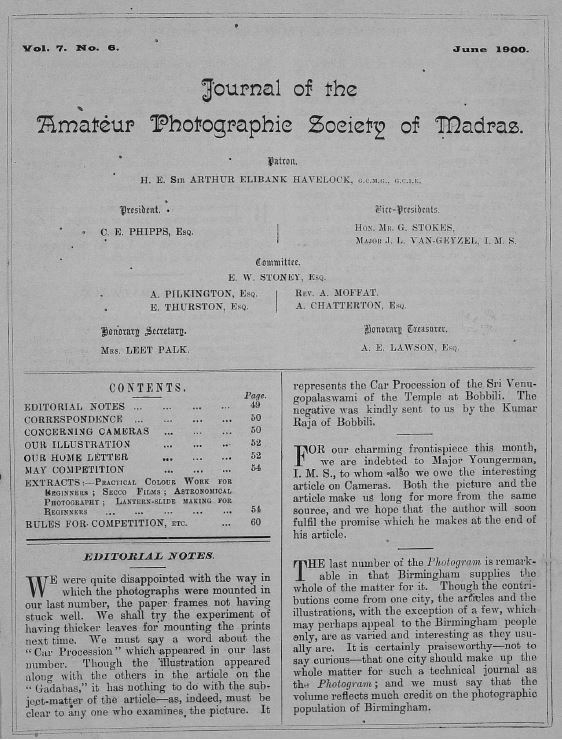 Vol. 7. No. 6. June 1900.
Journal of the
Amateur Photographic Society of Madras.
Patron.
H. E. SIR ARTHUR ELIBANK HAVELOCK, G.C.M.G., G.C.I.E.
President.
C. E. PHIPPS, ESQ.
Vice-Presidents.
HON. MR. G. STOKES,
MAJOR J. L. VAN-GEYZEL, I. M. S.
Committee.
E. W. STONEY, ESQ.
A. PILKINGTON, ESQ.
E. THURSTON, ESQ.
REV. A. MOFFAT.
A. CHATTERTON, ESQ.
Honorary Secretary.
MRS. LEET PALK.
Honorary Treasurer.
A. E. LAWSON, ESQ.
CONTENTS.
Page.
EDITORIAL NOTES ... ... ... ... 49
CORRESPONDENCE ... ... ... ... 50
CONCERNING CAMERAS ... ... ... 50
OUR ILLUSTRATION ... ... ... 52
OUR HOME LETTER ... ... ... 52
MAY COMPETITION ... ... ... 54
EXTRACTS:—PRACTICAL COLOUR WORK FOR
BEGINNERS; SECCO FILMS; ASTRONOMICAL
PHOTOGRAPHY; LANTERN-SLIDE MAKING FOR
BEGINNERS ... ... ... ... ... 54
RULES FOR COMPETITION, ETC. ... 60
EDITORIAL NOTES.
WE were quite disappointed with the way in
which the photographs were mounted in
our last number, the paper frames not having
stuck well. We shall try the experiment of
having thicker leaves for mounting the prints
next time. We must say a word about the
"Car Procession" which appeared in our last
number. Though the illustration appeared
along with the others in the article on the
"Gadabas," it has nothing to do with the sub-
ject-matter of the article—as, indeed, must be
clear to any one who examines the picture. It
represents the Car Procession of the Sri Venu-
gopalaswami of the Temple at Bobbili. The
negative was kindly sent to us by the Kumar
Raja of Bobbili.
FOR our charming frontispiece this month,
we are indebted to Major Youngerman,
I. M. S., to whom also we owe the interesting
article on Cameras. Both the picture and the
article make us long for more from the same
source, and we hope that the author will soon
fulfil the promise which he makes at the end of
his article.
THE last number of the Photogram is remark-
able in that Birmingham supplies the
whole of the matter for it. Though the contri-
butions come from one city, the articles and the
illustrations, with the exception of a few, which
may perhaps appeal to the Birmingham people
only, are as varied and interesting as they usu-
ally are. It is certainly praiseworthy—not to
say curious—that one city should make up the
whole matter for such a technical journal as
the Photogram; and we must say that the
volume reflects much credit on the photographic
population of Birmingham.